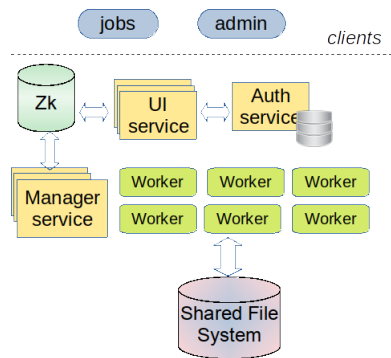 jobs
admin
clients
Zk
UI
service
Auth
service
Manager
service
Worker
Worker
Worker
Worker
Worker
Worker
Shared File
System